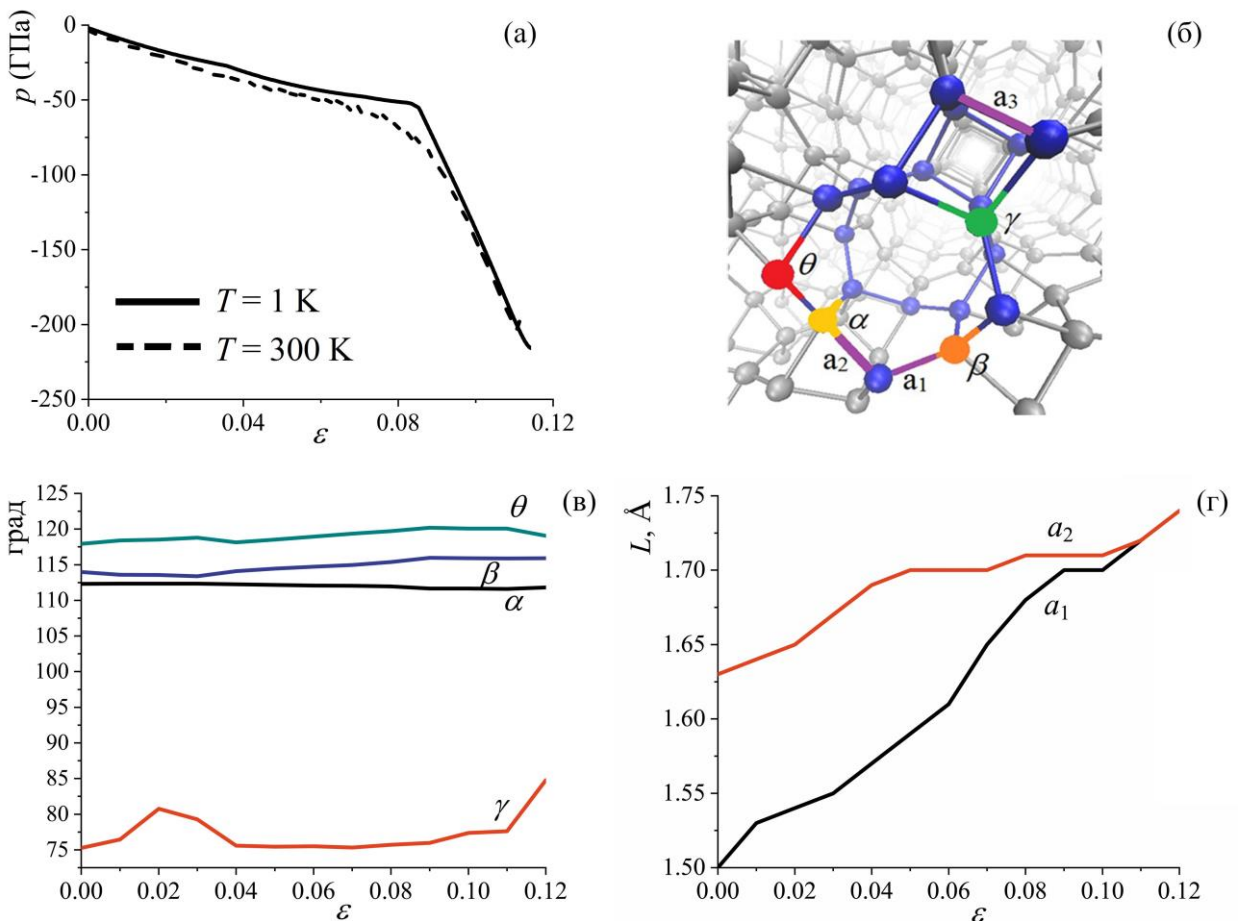 (а)
p (ГПа)
0
-50
-100
-150
-200
-250
T = 1 K
T = 300 K
0.00 0.04 0.08 0.12
ε
(б)
a3
γ
θ
α
a2
a1
β
(в)
град
125
120
115
110
105
100
95
90
85
80
75
θ
β
α
γ
0.00 0.02 0.04 0.06 0.08 0.10 0.12
ε
(г)
L, Å
1.75
1.70
1.65
1.60
1.55
1.50
a2
a1
0.00 0.02 0.04 0.06 0.08 0.10 0.12
ε